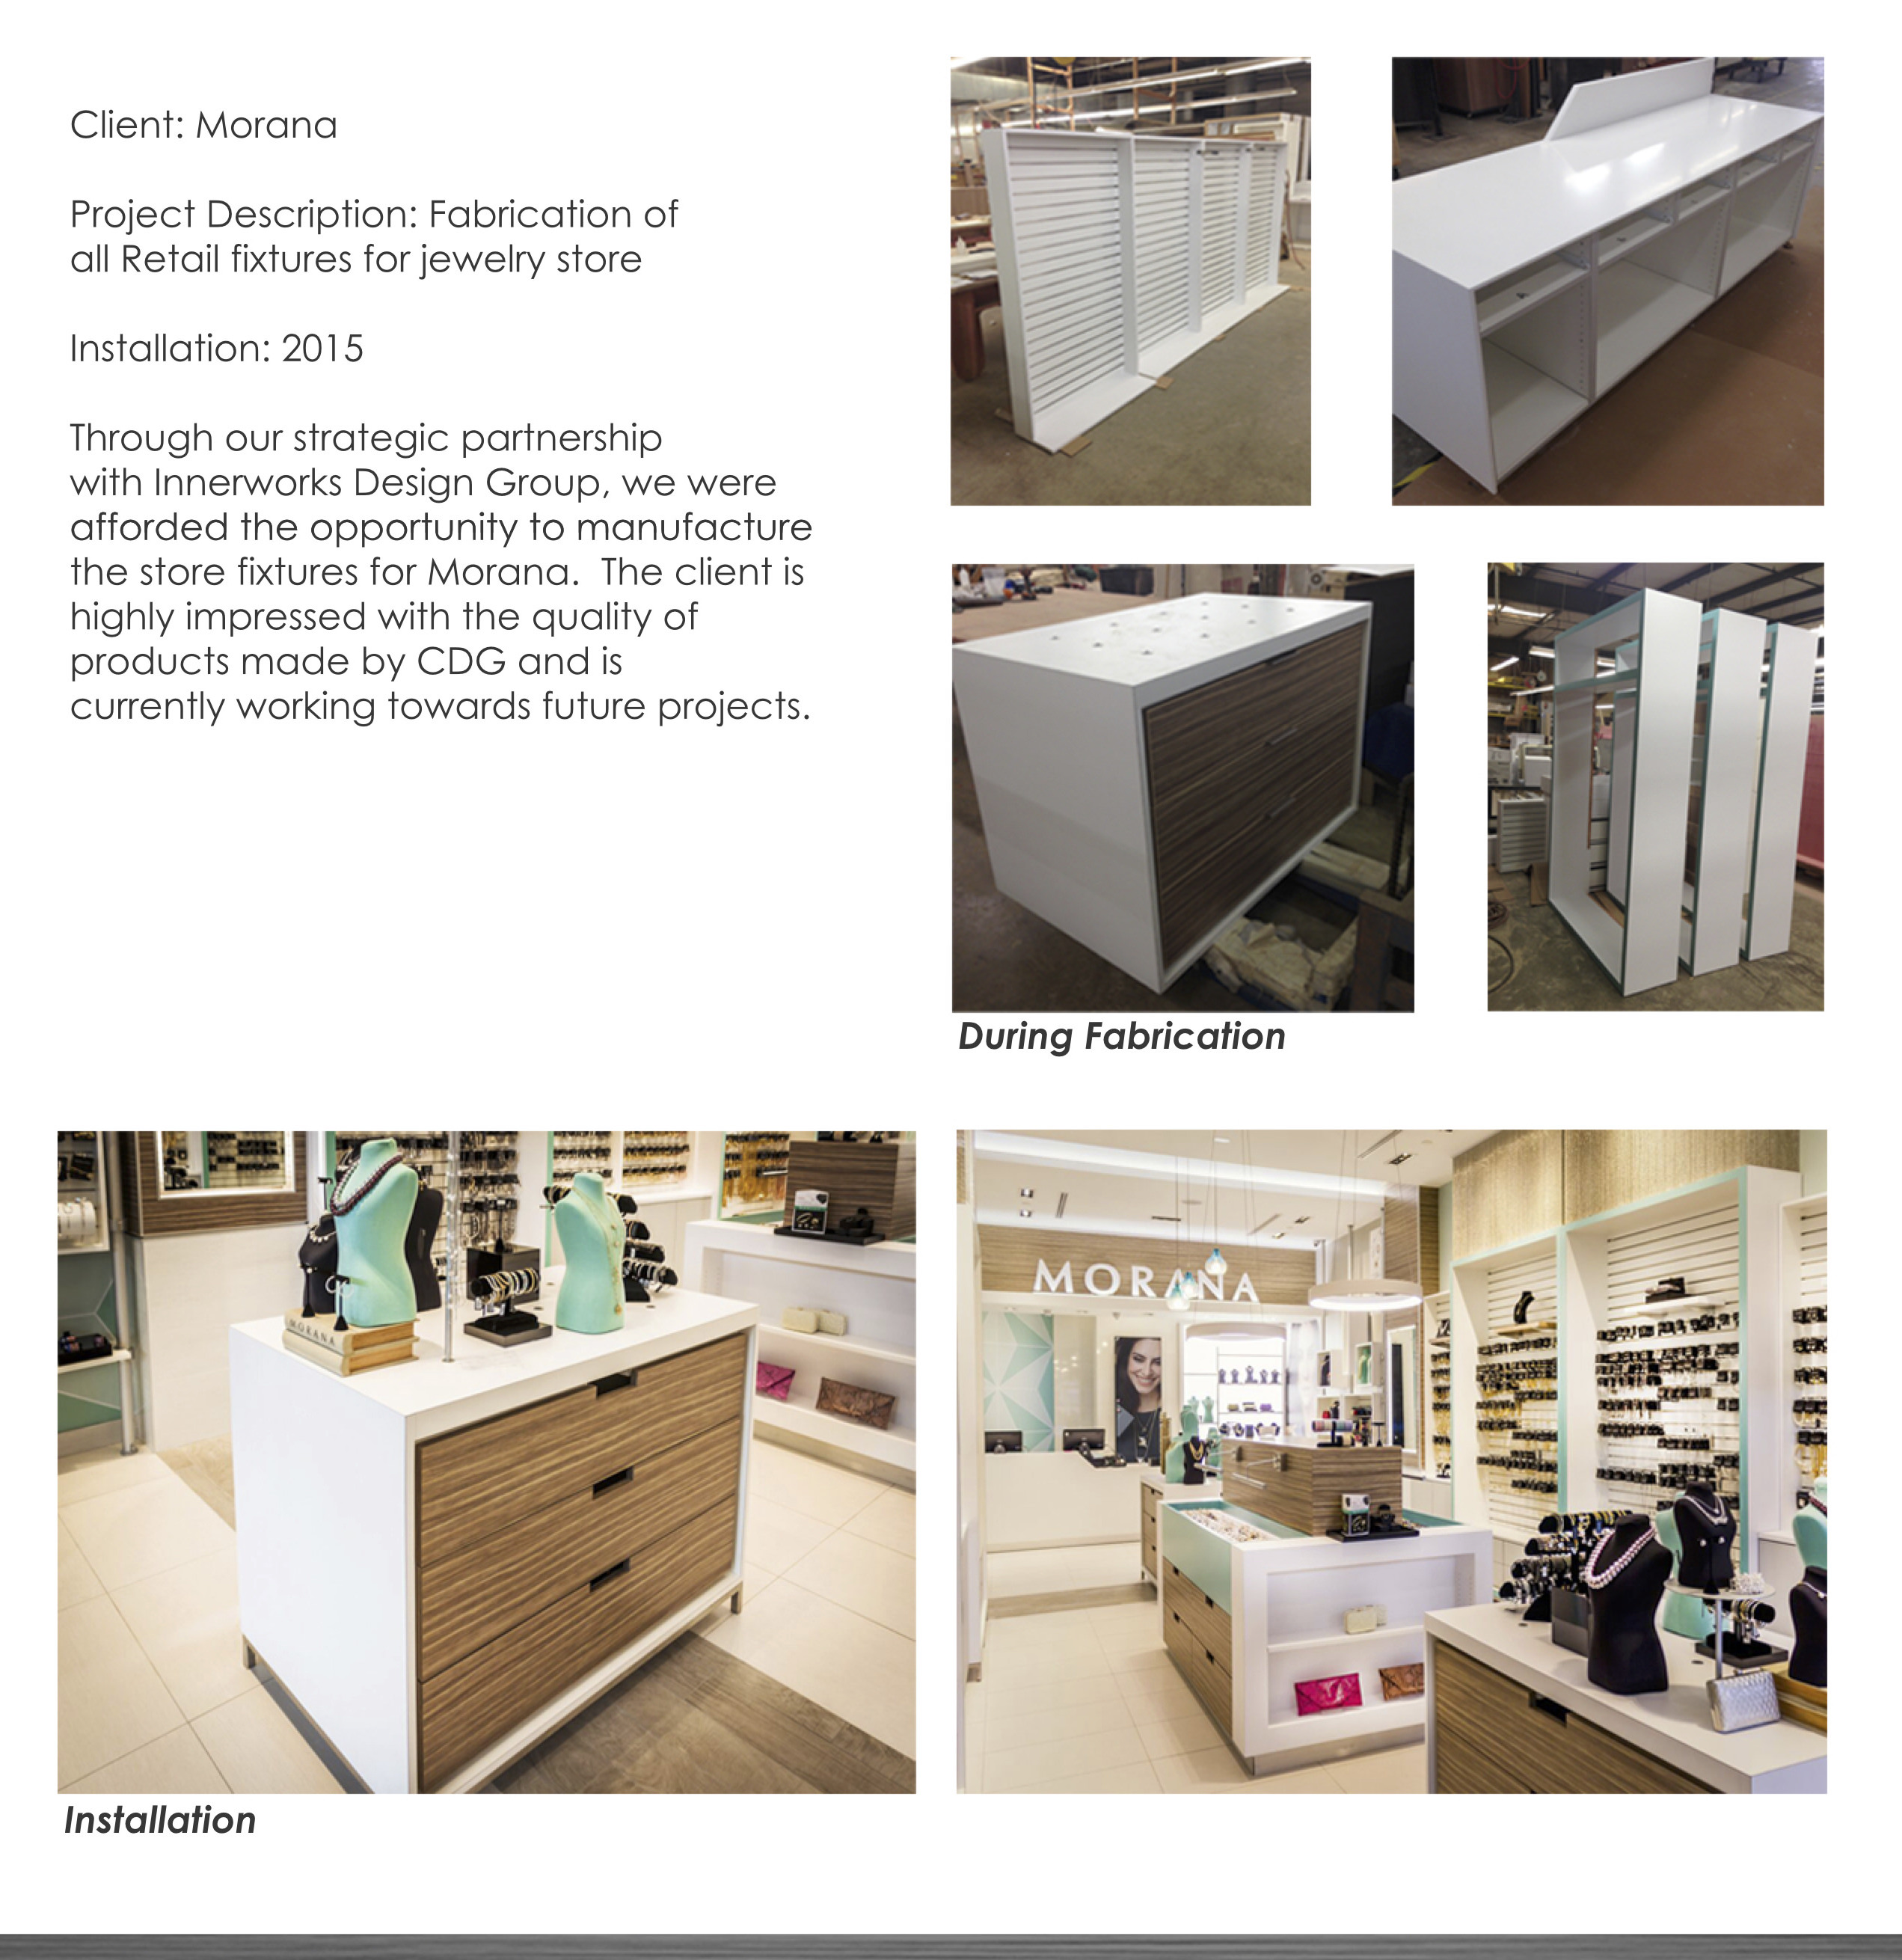 Client: Morana
Project Description: Fabrication of
all Retail fixtures for jewelry store
Installation: 2015
Through our strategic partnership
with Innerworks Design Group, we were
afforded the opportunity to manufacture
the store fixtures for Morana.  The client is
highly impressed with the quality of
products made by CDG and is
currently working towards future projects.
During Fabrication
MORANA
MORANA
Installation